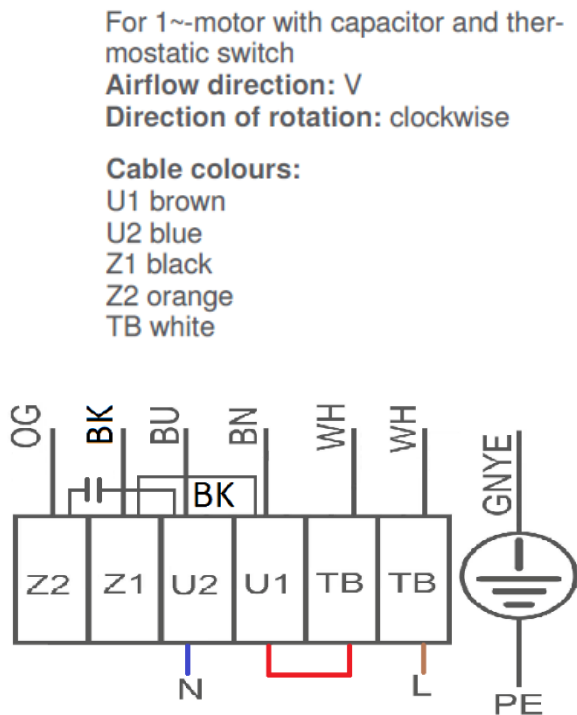 For 1~-motor with capacitor and ther-
mostatic switch
Airflow direction: V
Direction of rotation: clockwise
Cable colours:
U1 brown
U2 blue
Z1 black
Z2 orange
TB white
OG BK BU BN WH WH GNYE
BK
Z2 Z1 U2 U1 TB TB
N L PE